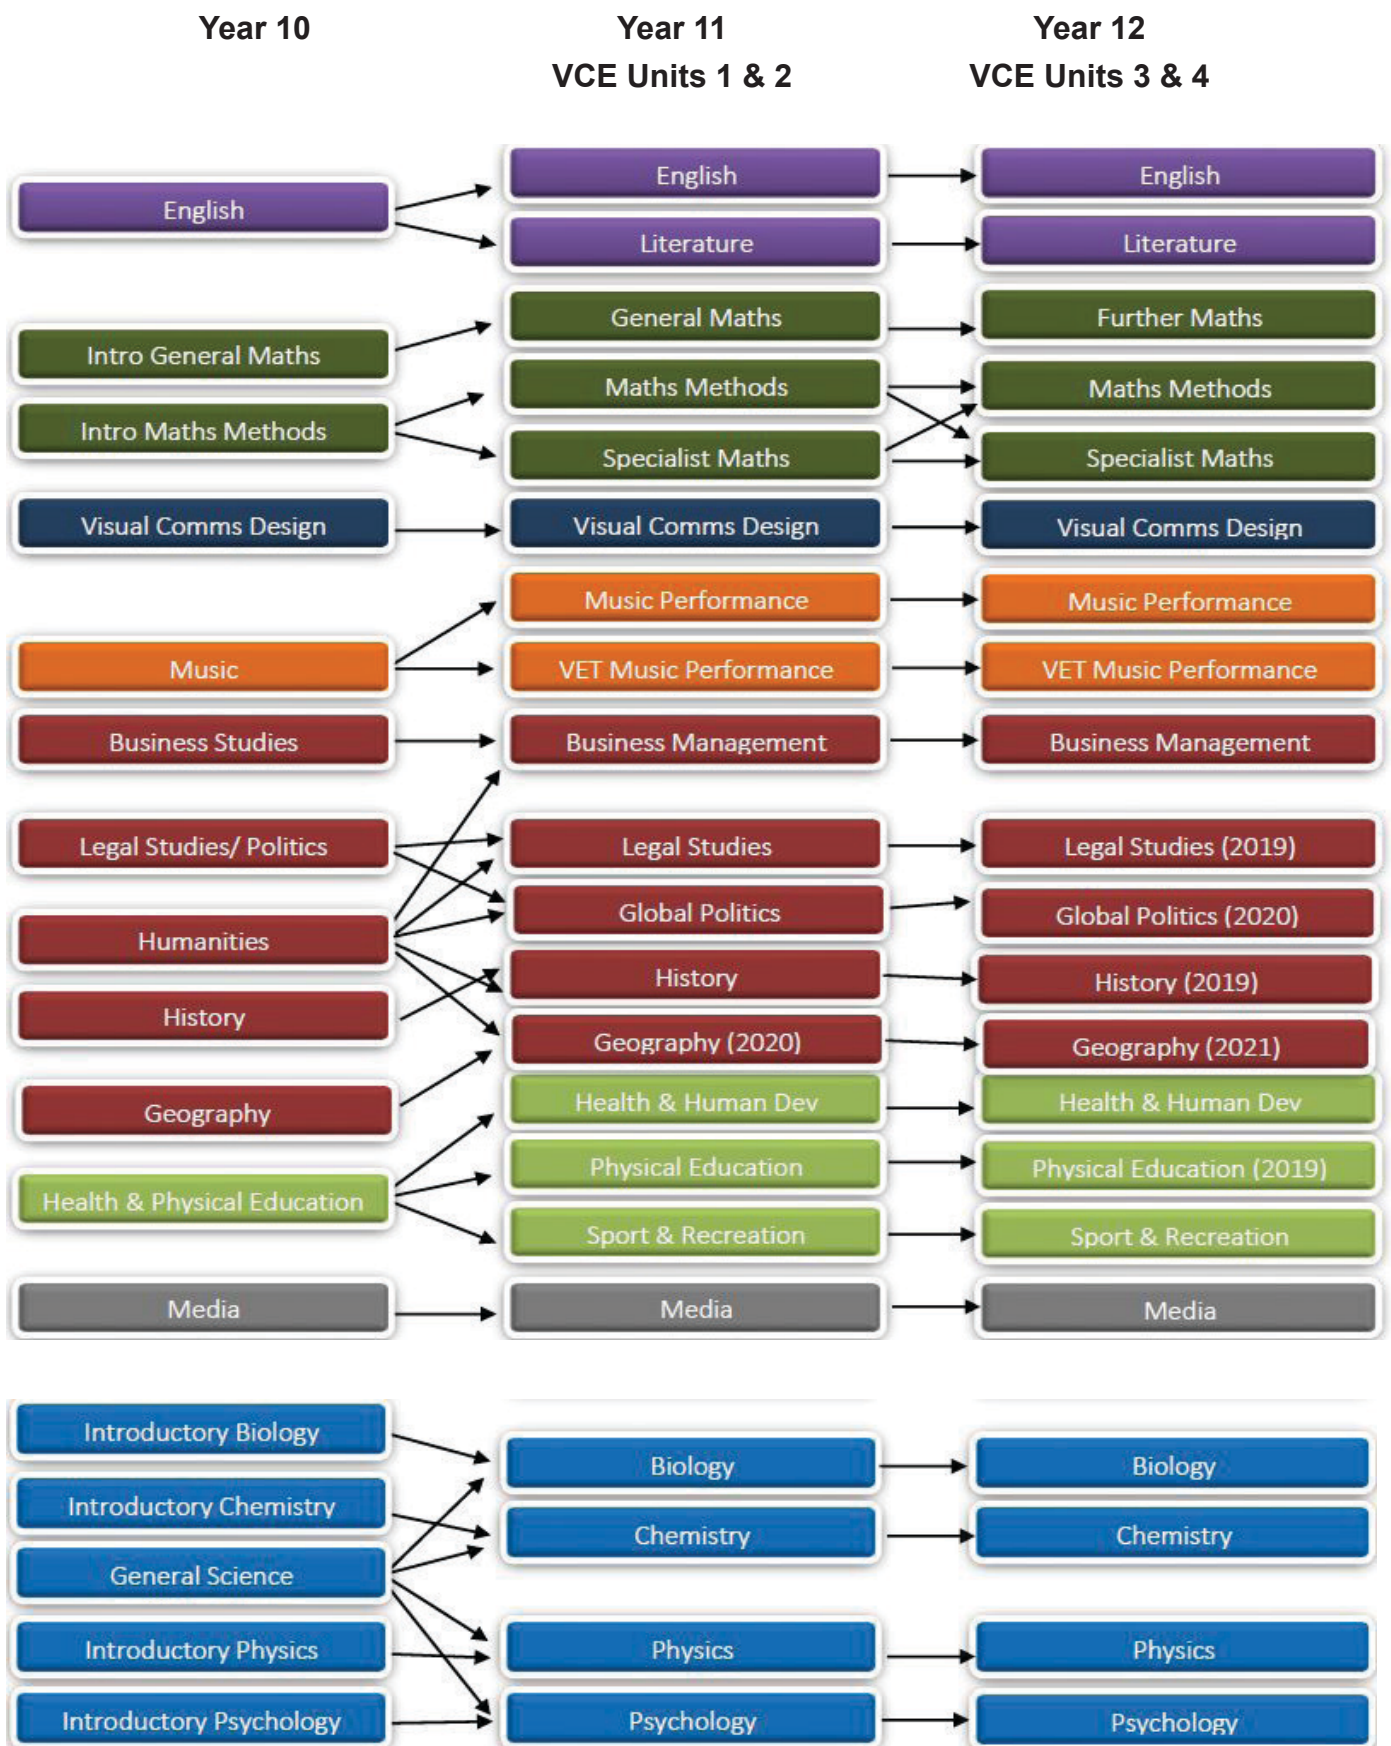 Year 10
Year 11
Year 12
VCE Units 1 & 2
VCE Units 3 & 4
English
English
English
Literature
Literature
Intro General Maths
General Maths
Further Maths
Intro Maths Methods
Maths Methods
Maths Methods
Specialist Maths
Specialist Maths
Visual Comms Design
Visual Comms Design
Visual Comms Design
Music Performance
Music Performance
Music
VET Music Performance
VET Music Performance
Business Studies
Business Management
Business Management
Legal Studies/ Politics
Legal Studies
Legal Studies (2019)
Humanities
Global Politics
Global Politics (2020)
History
History
History (2019)
Geography (2020)
Geography (2021)
Geography
Health & Human Dev
Health & Human Dev
Health & Physical Education
Physical Education
Physical Education (2019)
Sport & Recreation
Sport & Recreation
Media
Media
Media
Introductory Biology
Biology
Biology
Introductory Chemistry
Chemistry
Chemistry
General Science
Introductory Physics
Physics
Physics
Introductory Psychology
Psychology
Psychology